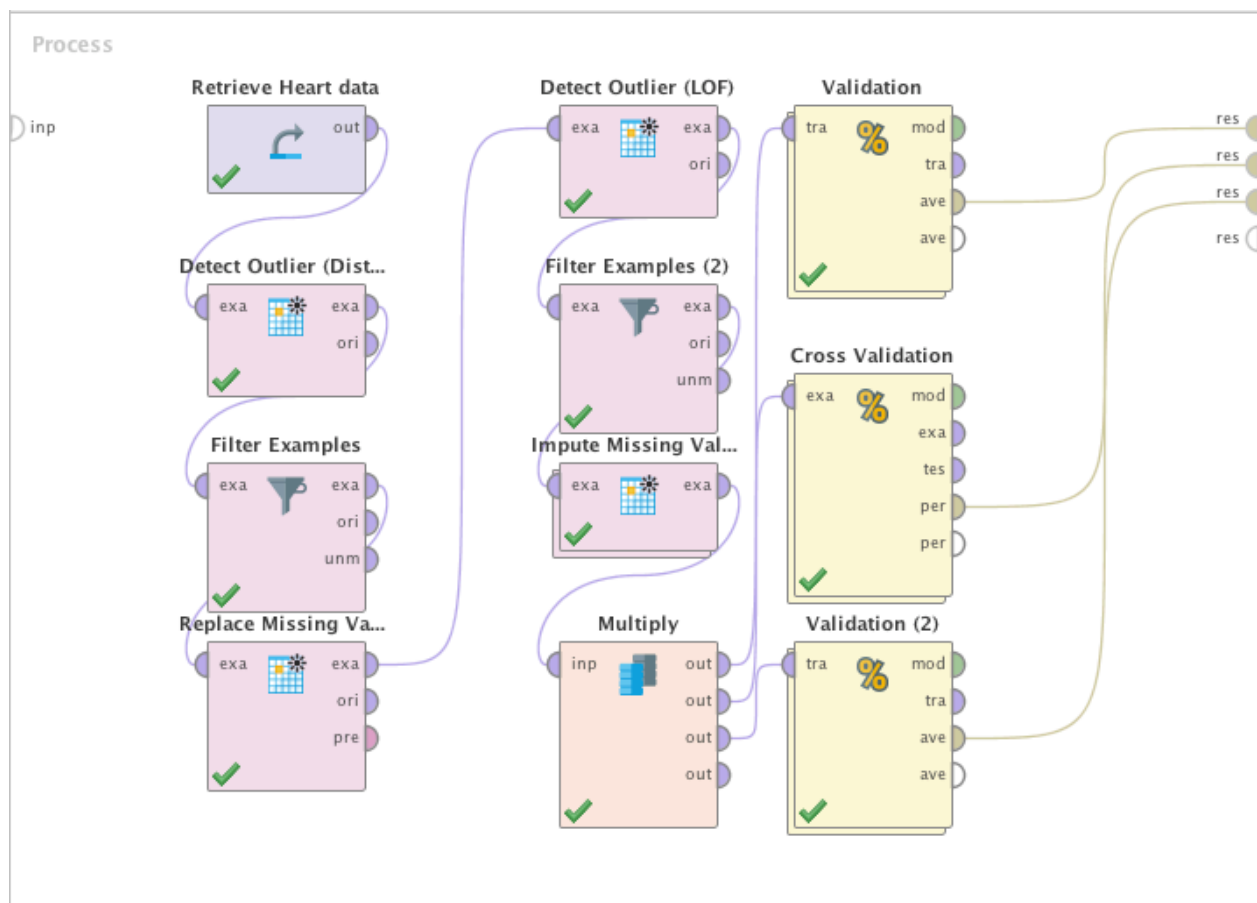 Process
inp
Retrieve Heart data
out
Detect Outlier (Dist...
exa exa
ori
Filter Examples
exa exa
ori
unm
Replace Missing Va...
exa exa
ori
pre
Detect Outlier (LOF)
exa exa
ori
Filter Examples (2)
exa exa
ori
unm
Impute Missing Val...
exa exa
Multiply
inp out
out
out
out
Validation
% 
tra mod
tra
ave
ave
Cross Validation
%
exa mod
exa
tes
per
per
Validation (2)
%
tra mod
tra
ave
ave
res
res
res
res